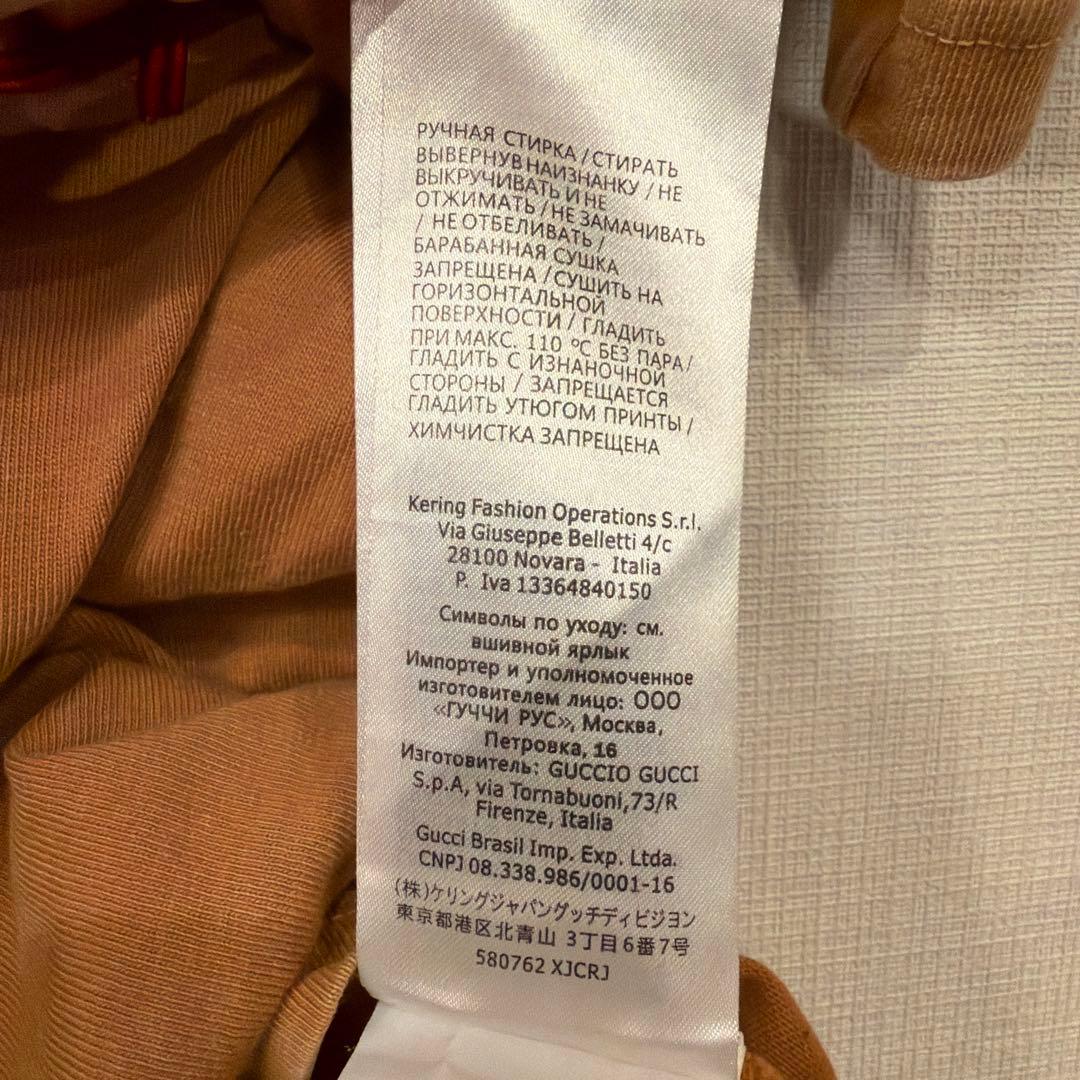 РУЧНАЯ СТИРКА / СТИРАТЬ
ВЫВЕРНУВ НАИЗНАНКУ / НЕ
ВЫКРУЧИВАТЬ И НЕ
ОТЖИМАТЬ / НЕ ЗАМАЧИВАТЬ
/ НЕ ОТБЕЛИВАТЬ /
БАРАБАННАЯ СУШКА
ЗАПРЕЩЕНА / СУШИТЬ НА
ГОРИЗОНТАЛЬНОЙ
ПОВЕРХНОСТИ / ГЛАДИТЬ
ПРИ МАКС. 110 °C БЕЗ ПАРА /
ГЛАДИТЬ С ИЗНАНОЧНОЙ
СТОРОНЫ / ЗАПРЕЩАЕТСЯ
ГЛАДИТЬ УТЮГОМ ПРИНТЫ /
ХИМЧИСТКА ЗАПРЕЩЕНА
Kering Fashion Operations S.r.l.
Via Giuseppe Belletti 4/c
28100 Novara - Italia
P. Iva 13364840150
Символы по уходу: см.
вшивной ярлык
Импортер и уполномоченное
изготовителем лицо: ООО
«ГУЧЧИ РУС», Москва,
Петровка, 16
Изготовитель: GUCCIO GUCCI
S.p.A, via Tornabuoni,73/R
Firenze, Italia
Gucci Brasil Imp. Exp. Ltda.
CNPJ 08.338.986/0001-16
(株)ケリングジャパングッチディビジョン
東京都港区北青山 3丁目6番7号
580762 XJCRJ